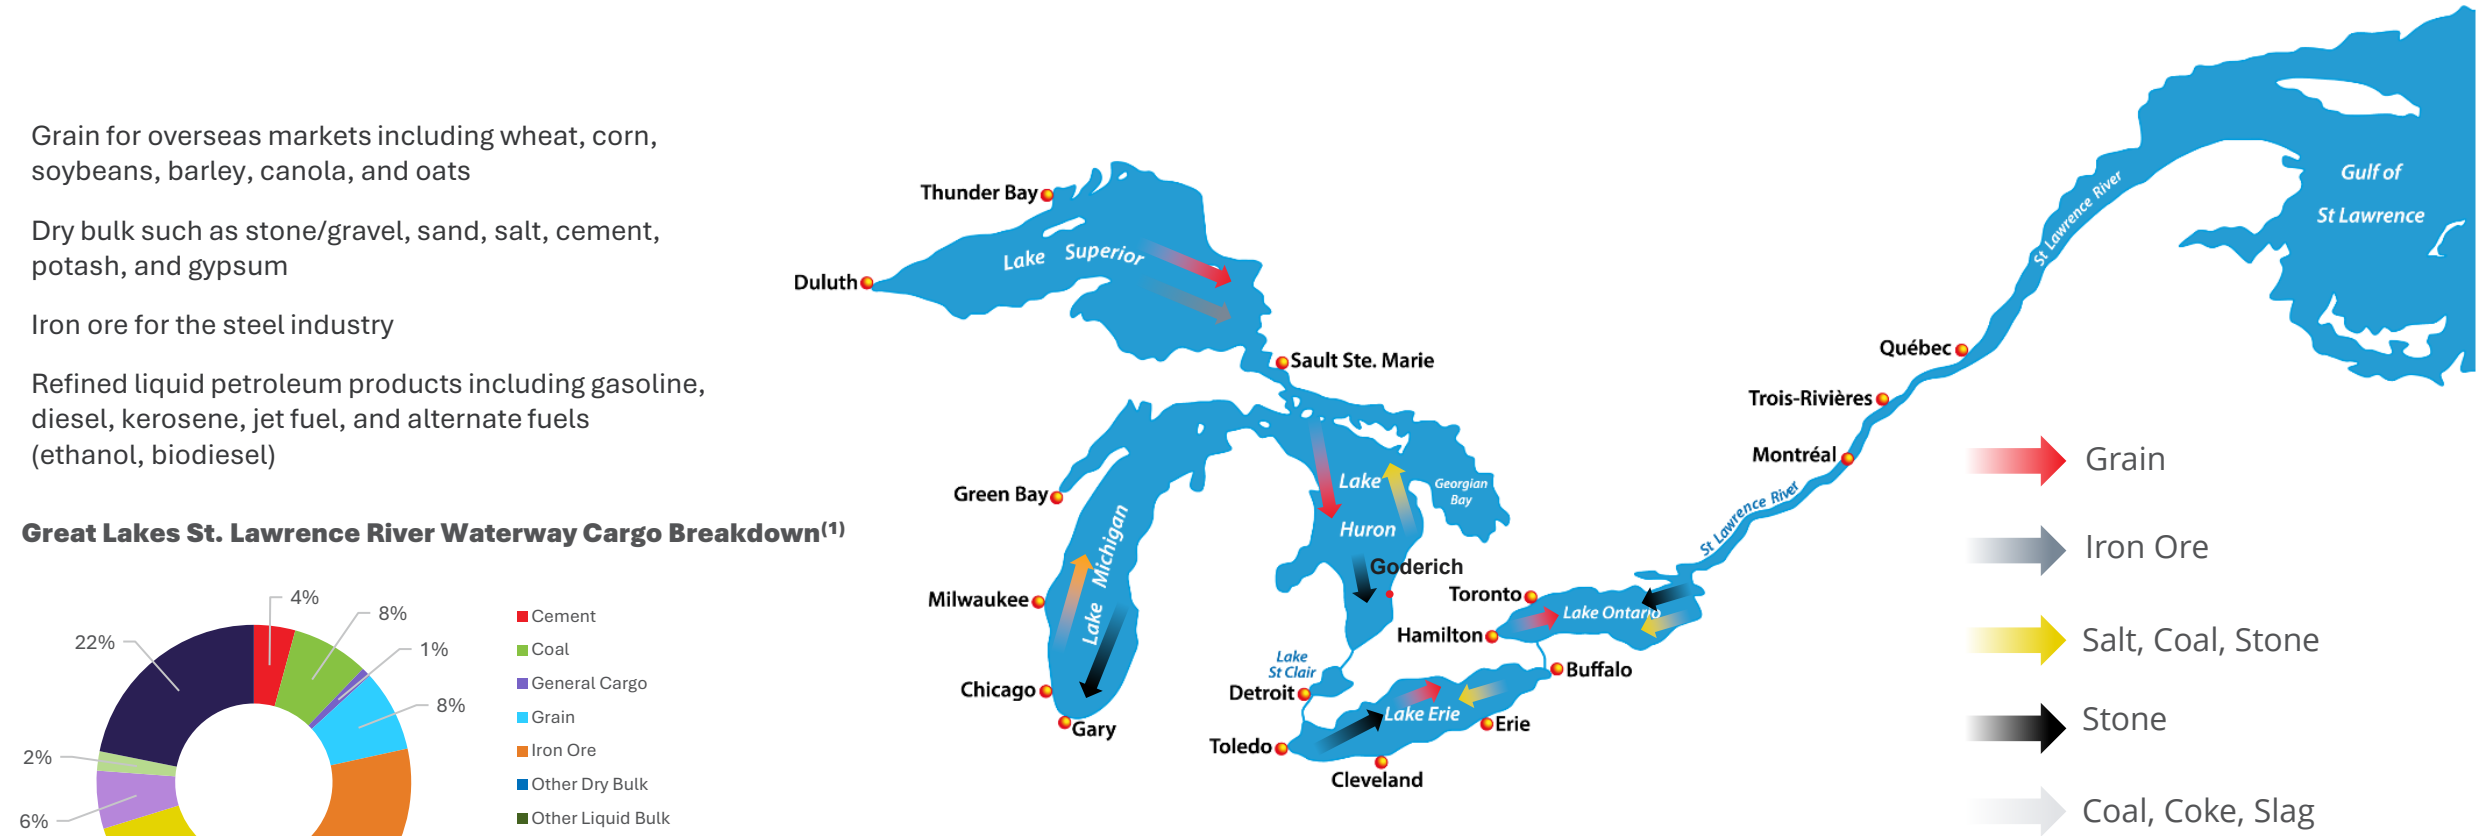 Grain for overseas markets including wheat, corn,
soybeans, barley, canola, and oats
Dry bulk such as stone/gravel, sand, salt, cement,
potash, and gypsum
Iron ore for the steel industry
Refined liquid petroleum products including gasoline,
diesel, kerosene, jet fuel, and alternate fuels
(ethanol, biodiesel)
Great Lakes St. Lawrence River Waterway Cargo Breakdown(1)
4%
8%
1%
8%
22%
2%
6%
Cement
Coal
General Cargo
Grain
Iron Ore
Other Dry Bulk
Other Liquid Bulk
Thunder Bay
Lake Superior
Duluth
Sault Ste. Marie
Green Bay
Lake Michigan
Milwaukee
Chicago
Gary
Lake
Huron
Georgian
Bay
Goderich
Toronto
Lake Ontario
Hamilton
Lake
St Clair
Detroit
Buffalo
Lake Erie
Erie
Toledo
Cleveland
St Lawrence River
Montréal
Trois-Rivières
Québec
St Lawrence River
Gulf of
St Lawrence
Grain
Iron Ore
Salt, Coal, Stone
Stone
Coal, Coke, Slag